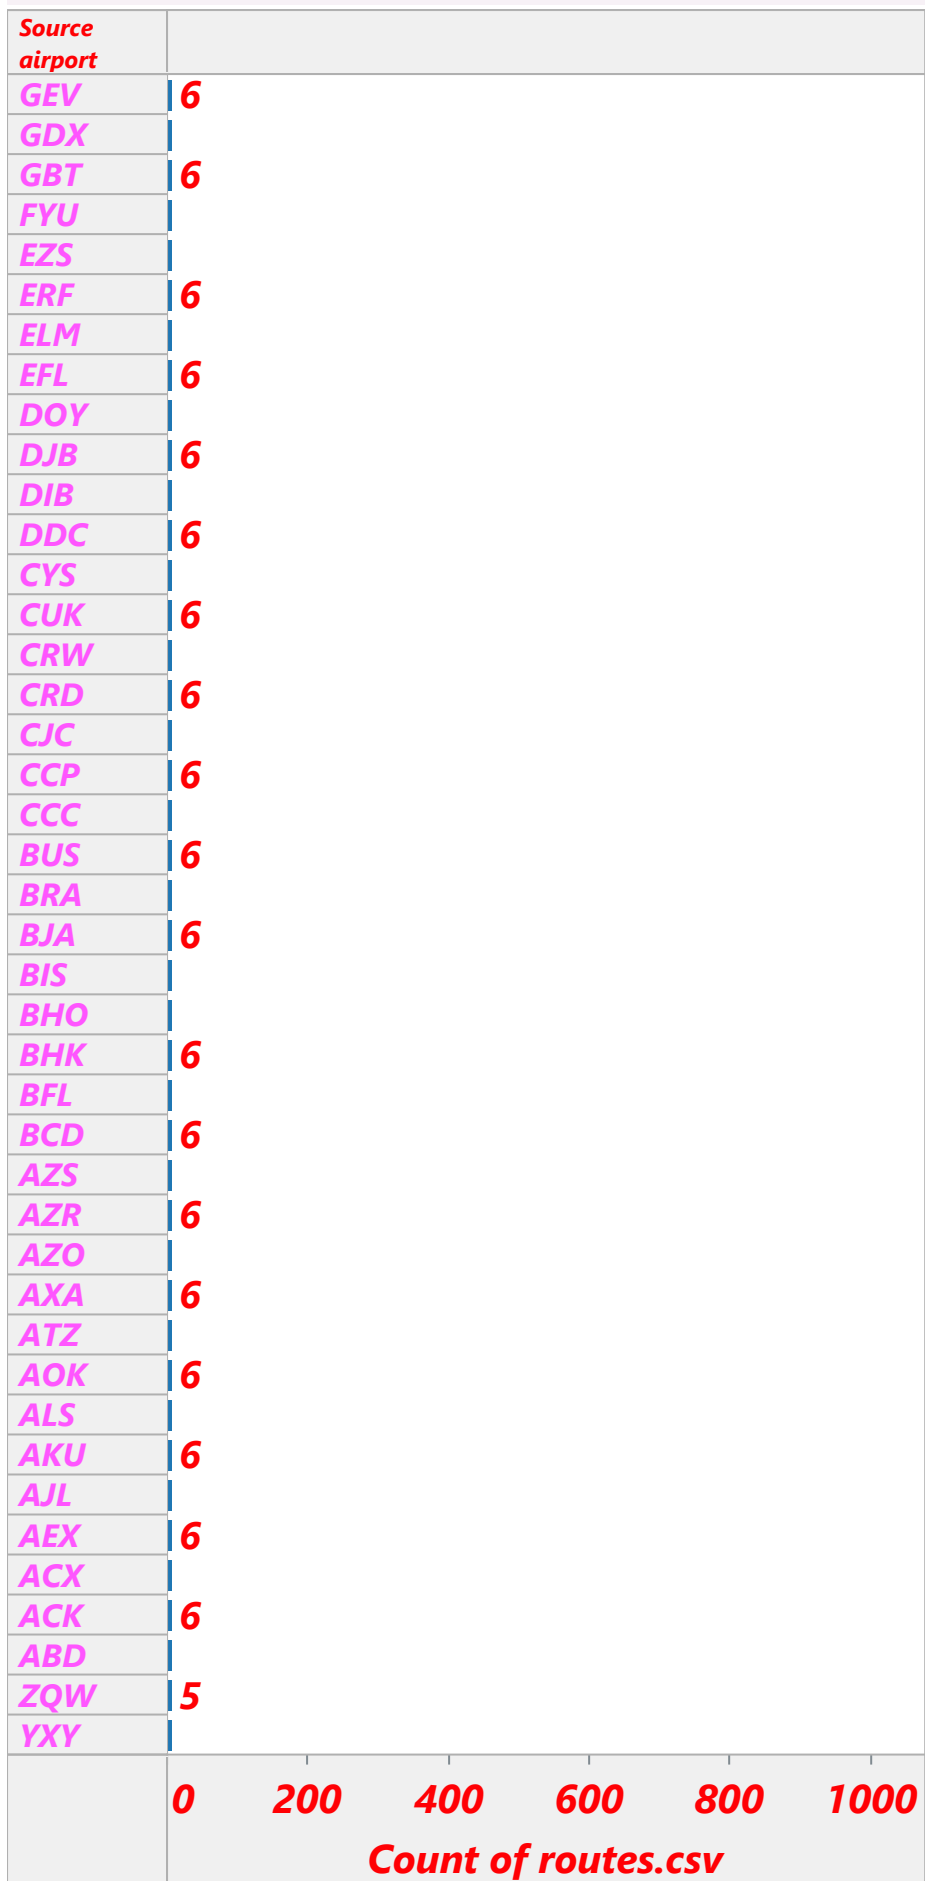 Source
airport
GEV 6
GDX
GBT 6
FYU
EZS
ERF 6
ELM
EFL 6
DOY
DJB 6
DIB
DDC 6
CYS
CUK 6
CRW
CRD 6
CJC
CCP 6
CCC
BUS 6
BRA
BJA 6
BIS
BHO
BHK 6
BFL
BCD 6
AZS
AZR 6
AZO
AXA 6
ATZ
AOK 6
ALS
AKU 6
AJL
AEX 6
ACX
ACK 6
ABD
ZQW 5
YXY
0 200 400 600 800 1000
Count of routes.csv